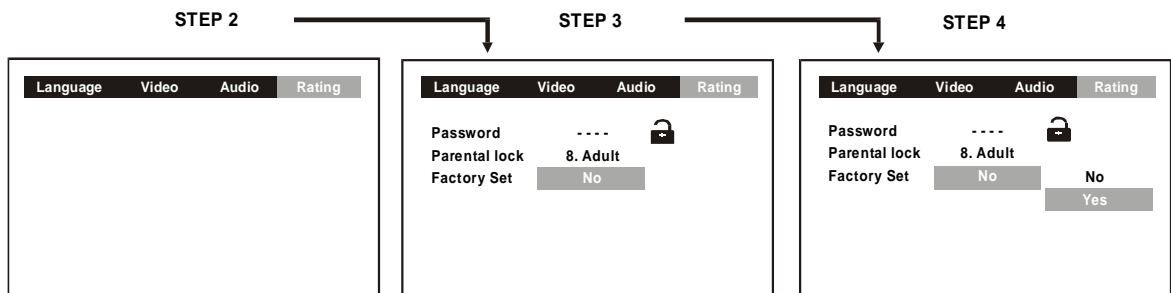 STEP 2 STEP 3 STEP 4
Language Video Audio Rating
Language Video Audio Rating
Password - - - -
Parental lock 8. Adult
Factory Set No
Language Video Audio Rating
Password - - - -
Parental lock 8. Adult
Factory Set No No
Yes